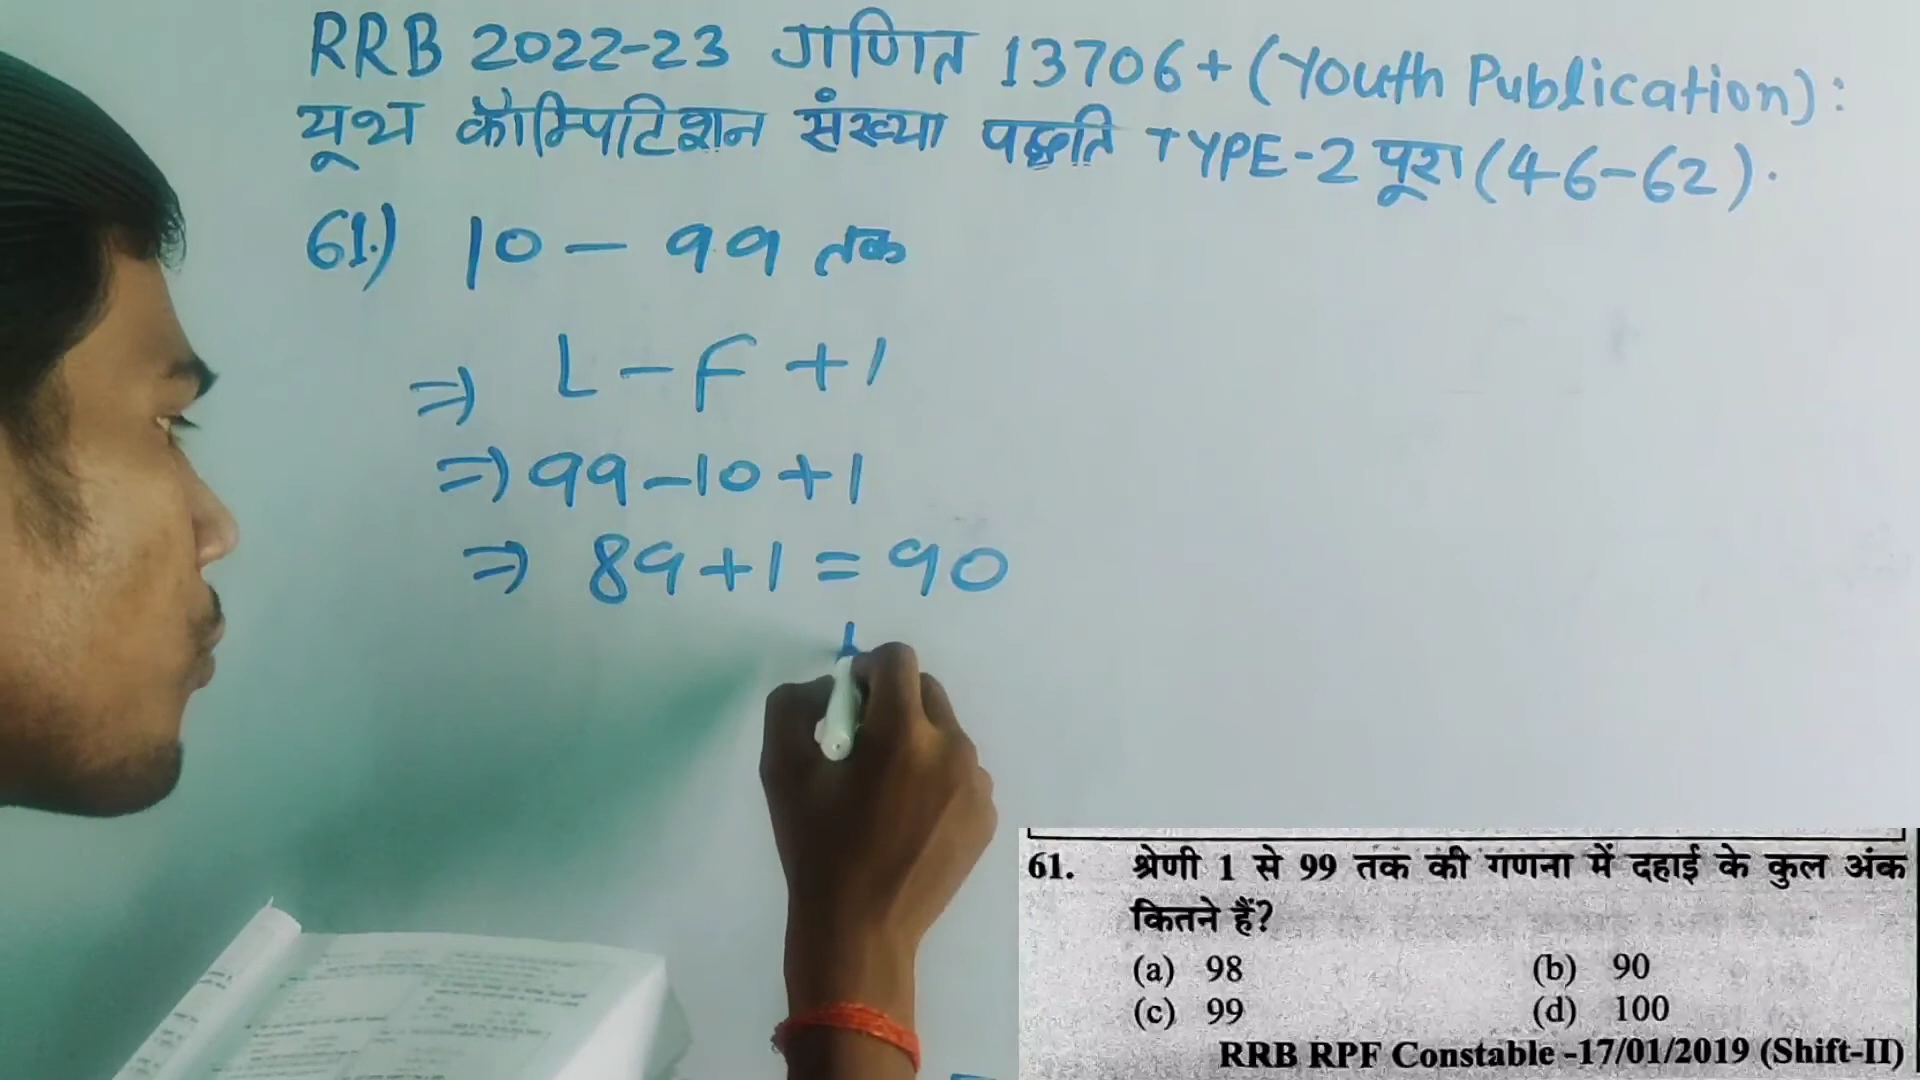 RRB 2022-23 गणित 13706+ (Youth Publication):
यूथ कौम्पिटिशन संख्या पद्धति TYPE-2 पूरा (46-62).
61.) 10 - 99 तक
⇒ L - F + 1
⇒ 99-10+1
⇒ 89+1 = 90
61. श्रेणी 1 से 99 तक की गणना में दहाई के कुल अंक
कितने हैं?
(a) 98 (b) 90
(c) 99 (d) 100
RRB RPF Constable -17/01/2019 (Shift-II)